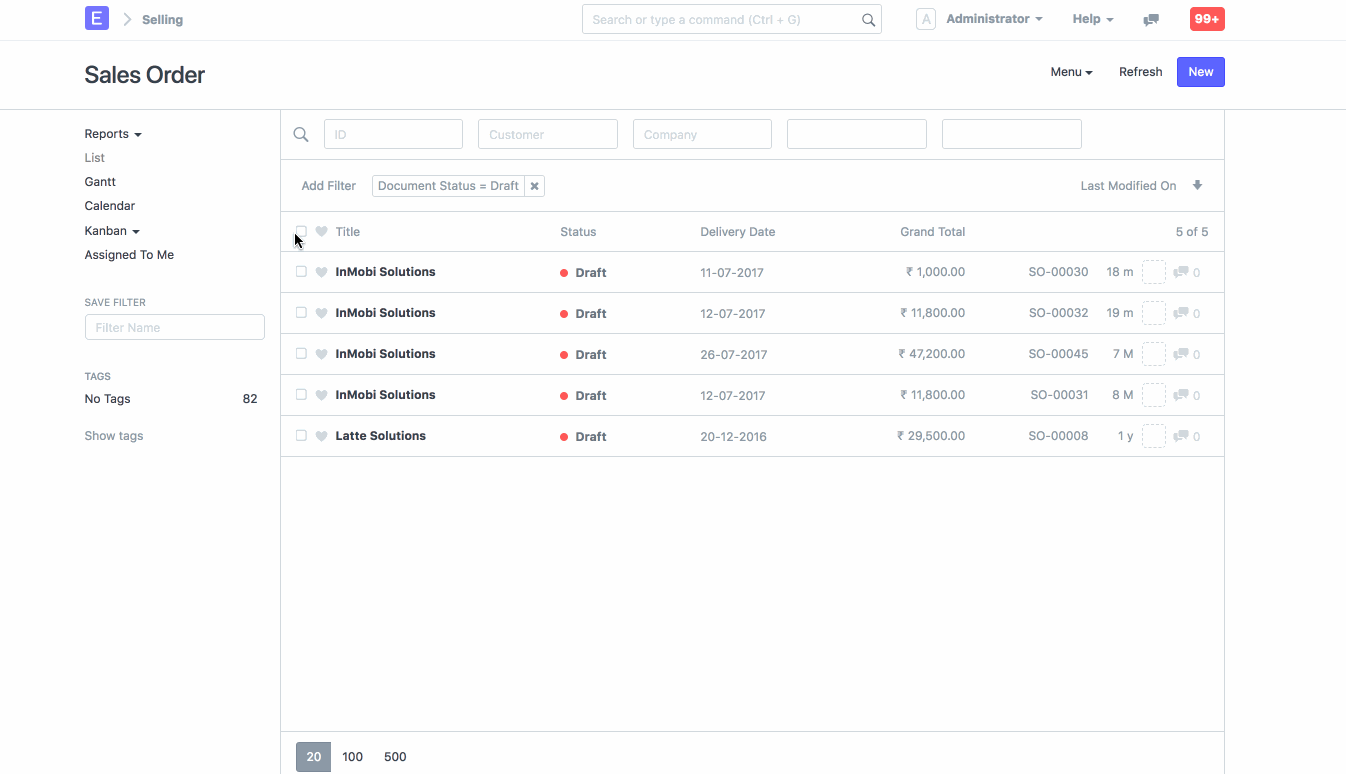 E Selling Search or type a command (Ctrl + G) A Administrator Help 99+
Sales Order Menu Refresh New
Reports
List
Gantt
Calendar
Kanban
Assigned To Me
SAVE FILTER
Filter Name
TAGS
No Tags 82
Show tags
ID Customer Company
Add Filter Document Status = Draft Last Modified On
Title Status Delivery Date Grand Total 5 of 5
InMobi Solutions Draft 11-07-2017 ₹ 1,000.00 SO-00030 18 m 0
InMobi Solutions Draft 12-07-2017 ₹ 11,800.00 SO-00032 19 m 0
InMobi Solutions Draft 26-07-2017 ₹ 47,200.00 SO-00045 7 M 0
InMobi Solutions Draft 12-07-2017 ₹ 11,800.00 SO-00031 8 M 0
Latte Solutions Draft 20-12-2016 ₹ 29,500.00 SO-00008 1 y 0
20 100 500